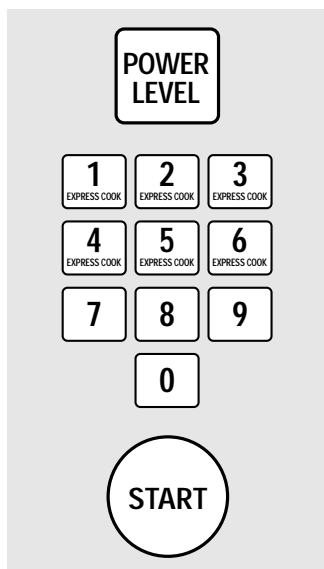 POWER
LEVEL
1 2 3
EXPRESS COOK EXPRESS COOK EXPRESS COOK
4 5 6
EXPRESS COOK EXPRESS COOK EXPRESS COOK
7 8 9
0
START